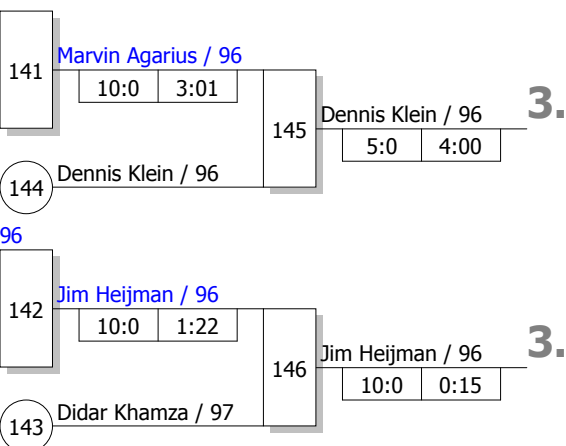 Marvin Agarius / 96
141
10:0 3:01
3.
Dennis Klein / 96
145
5:0 4:00
Dennis Klein / 96
144
96
Jim Heijman / 96
142
10:0 1:22
3.
Jim Heijman / 96
146
10:0 0:15
Didar Khamza / 97
143